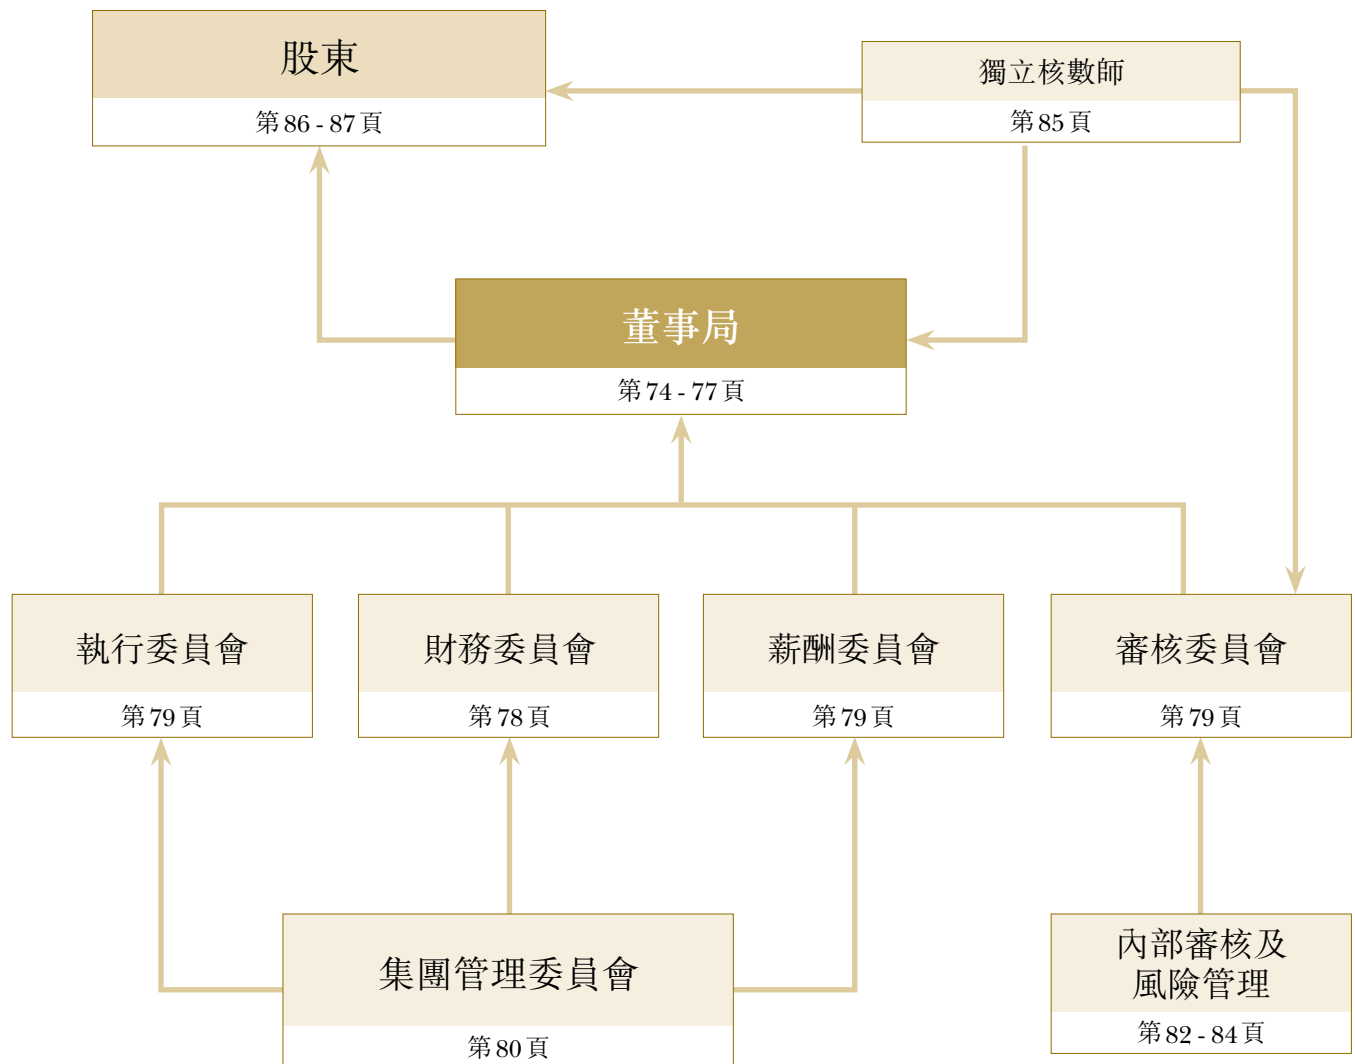 股東
第 86 - 87 頁
獨立核數師
第 85 頁
董事局
第 74 - 77 頁
執行委員會
第 79 頁
財務委員會
第 78 頁
薪酬委員會
第 79 頁
審核委員會
第 79 頁
集團管理委員會
第 80 頁
內部審核及
風險管理
第 82 - 84 頁